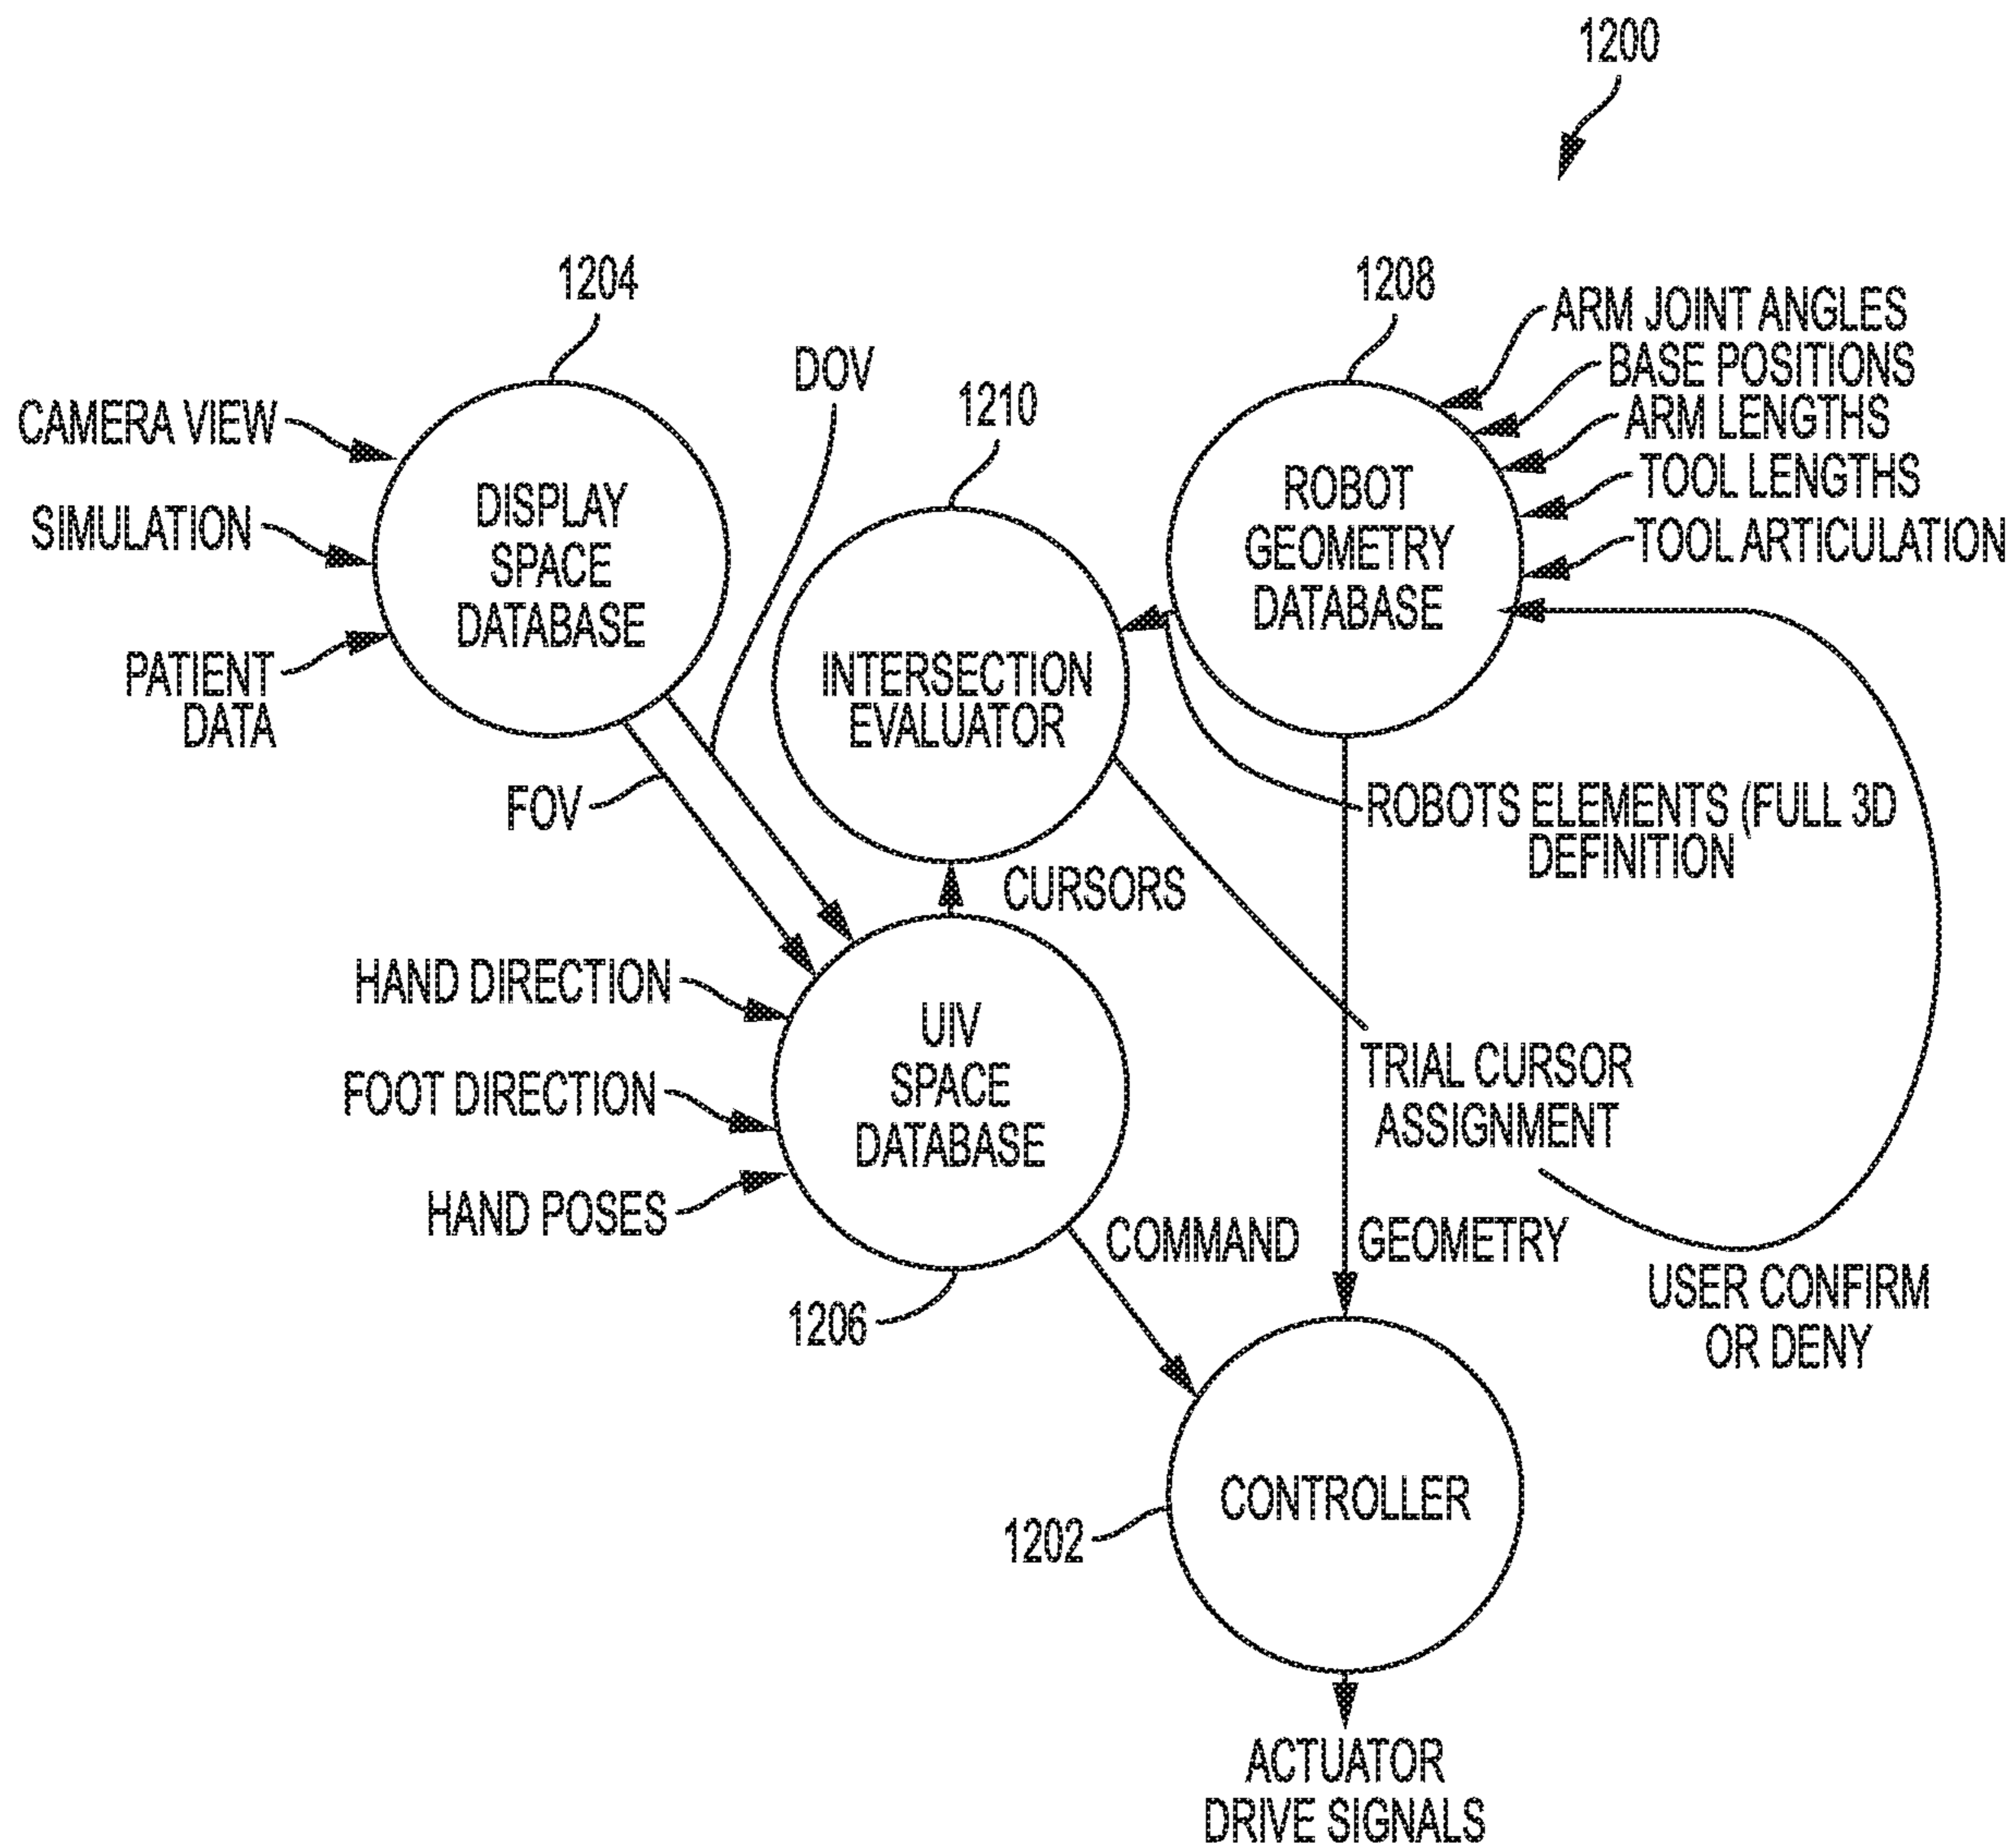 1200
1204
1208
ARM JOINT ANGLES
DOV
BASE POSITIONS
1210
ARM LENGTHS
CAMERA VIEW
TOOL LENGTHS
SIMULATION
TOOL ARTICULATION
DISPLAY
SPACE
DATABASE
ROBOT
GEOMETRY
DATABASE
PATIENT
DATA
INTERSECTION
EVALUATOR
FOV
ROBOTS ELEMENTS (FULL 3D
DEFINITION
CURSORS
HAND DIRECTION
FOOT DIRECTION
HAND POSES
UIV
SPACE
DATABASE
TRIAL CURSOR
ASSIGNMENT
COMMAND
GEOMETRY
USER CONFIRM
OR DENY
1206
CONTROLLER
1202
ACTUATOR
DRIVE SIGNALS